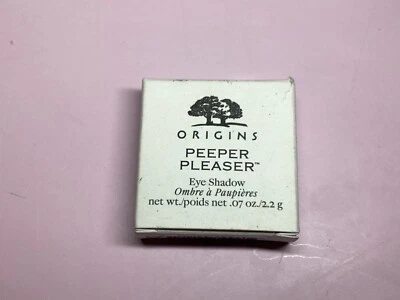 ORIGINS
PEEPER
PLEASER™
Eye Shadow
Ombre à Paupières
net wt./poids net .07 oz./2.2 g